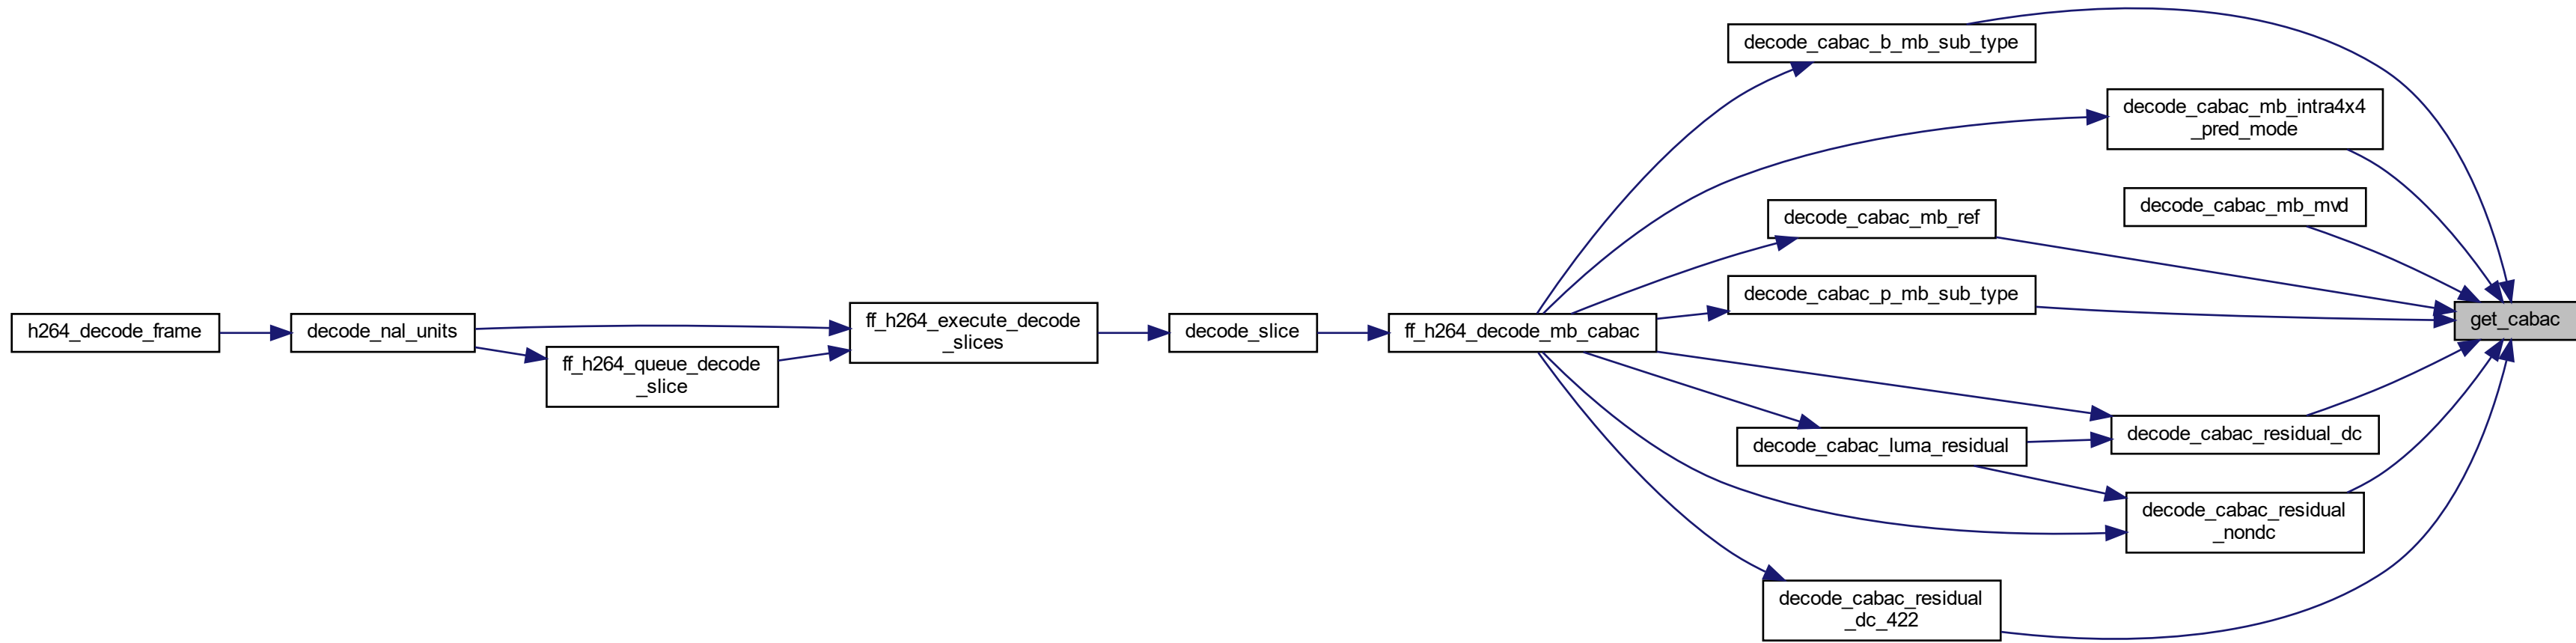 decode_cabac_b_mb_sub_type
decode_cabac_mb_intra4x4
_pred_mode
decode_cabac_mb_mvd
decode_cabac_mb_ref
decode_cabac_p_mb_sub_type
get_cabac
h264_decode_frame
decode_nal_units
ff_h264_execute_decode
_slices
decode_slice
ff_h264_decode_mb_cabac
ff_h264_queue_decode
_slice
decode_cabac_residual_dc
decode_cabac_luma_residual
decode_cabac_residual
_nondc
decode_cabac_residual
_dc_422